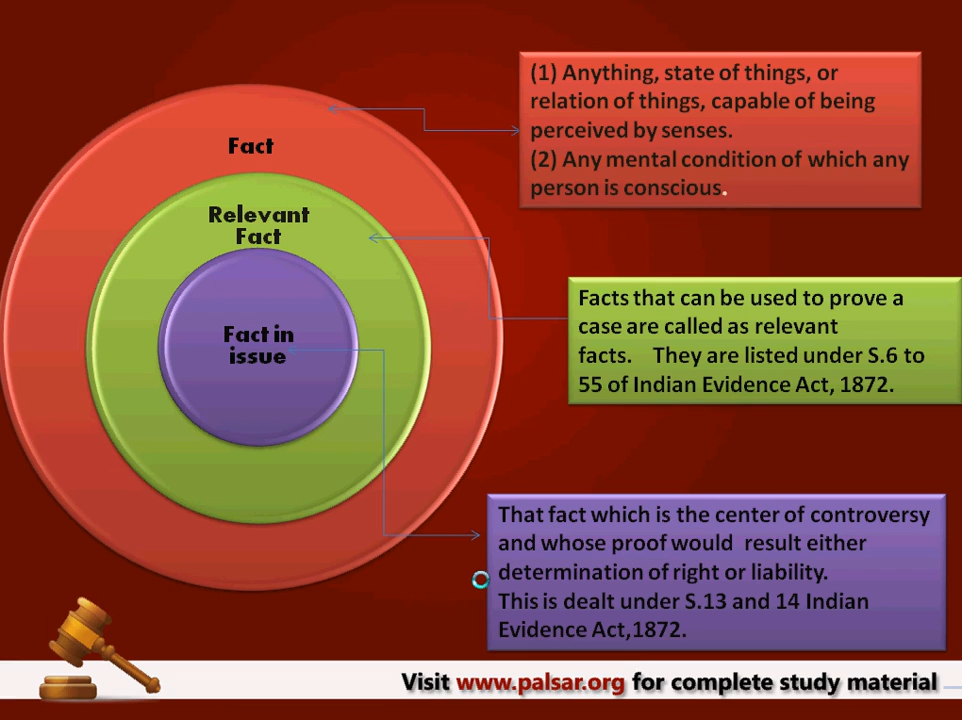 Fact
Relevant
Fact
Fact in
issue
(1) Anything, state of things, or
relation of things, capable of being
perceived by senses.
(2) Any mental condition of which any
person is conscious.
Facts that can be used to prove a
case are called as relevant
facts. They are listed under S.6 to
55 of Indian Evidence Act, 1872.
That fact which is the center of controversy
and whose proof would result either
determination of right or liability.
This is dealt under S.13 and 14 Indian
Evidence Act,1872.
Visit www.palsar.org for complete study material